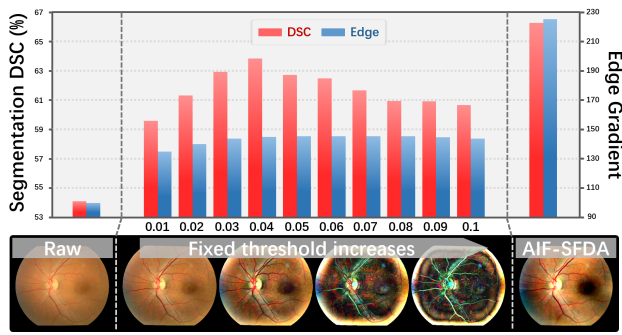 Segmentation DSC (%)
67
65
63
61
59
57
55
53
DSC
Edge
230
210
190
170
150
130
110
90
Edge Gradient
0.01 0.02 0.03 0.04 0.05 0.06 0.07 0.08 0.09 0.1
Raw
Fixed threshold increases
AIF-SFDA